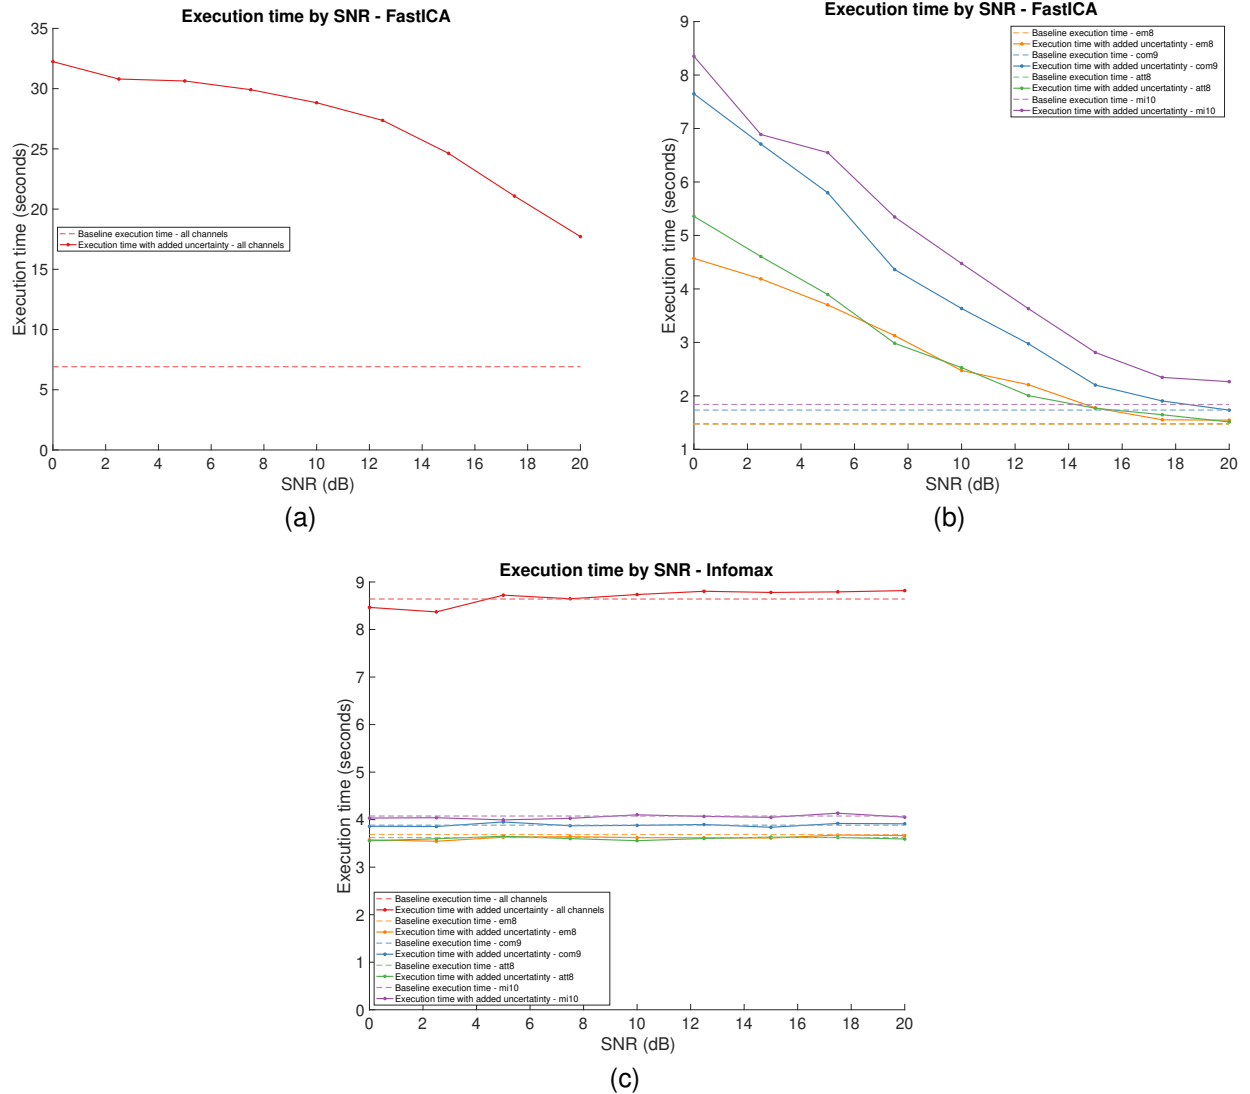 Execution time by SNR - FastICA
Execution time (seconds)
35
30
25
20
15
10
5
0
Baseline execution time - all channels
Execution time with added uncertainty - all channels
0 2 4 6 8 10 12 14 16 18 20
SNR (dB)
(a)
Execution time by SNR - FastICA
Execution time (seconds)
9
8
7
6
5
4
3
2
1
Baseline execution time - em8
Execution time with added uncertainty - em8
Baseline execution time - com9
Execution time with added uncertatinty - com9
Baseline execution time - att8
Execution time with added uncertatinty - att8
Baseline execution time - mi10
Execution time with added uncertatinty - mi10
0 2 4 6 8 10 12 14 16 18 20
SNR (dB)
(b)
Execution time by SNR - Infomax
Execution time (seconds)
9
8
7
6
5
4
3
2
1
0
Baseline execution time - all channels
Execution time with added uncertainty - all channels
Baseline execution time - em8
Execution time with added uncertatinty - em8
Baseline execution time - com9
Execution time with added uncertatinty - com9
Baseline execution time - att8
Execution time with added uncertatinty - att8
Baseline execution time - mi10
Execution time with added uncertatinty - mi10
0 2 4 6 8 10 12 14 16 18 20
SNR (dB)
(c)